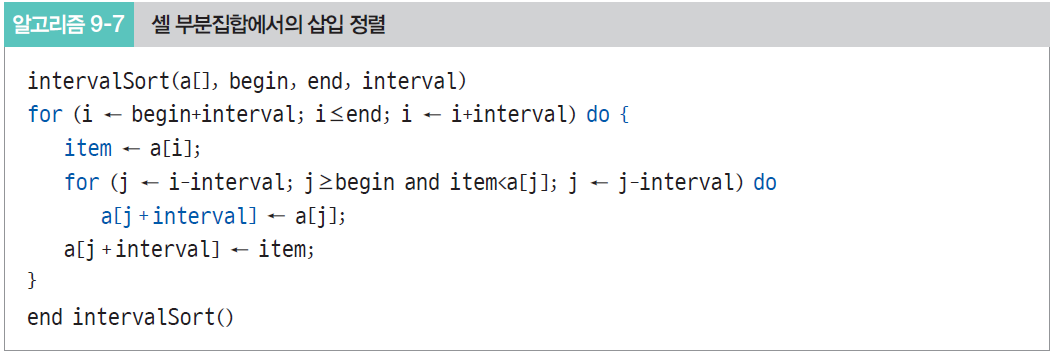 알고리즘 9-7 셸 부분집합에서의 삽입 정렬
intervalSort(a[], begin, end, interval)
for (i ← begin+interval; i≤end; i ← i+interval) do {
item ← a[i];
for (j ← i-interval; j≥begin and item<a[j]; j ← j-interval) do
a[j+interval] ← a[j];
a[j+interval] ← item;
}
end intervalSort()